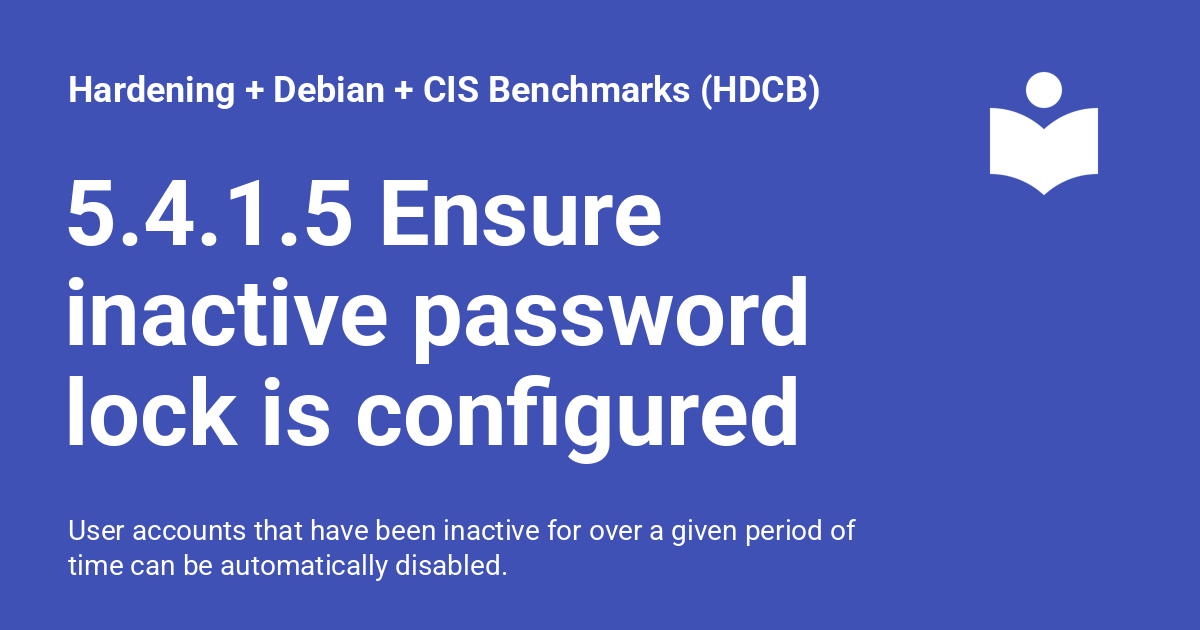 Hardening + Debian + CIS Benchmarks (HDCB)
5.4.1.5 Ensure
inactive password
lock is configured
User accounts that have been inactive for over a given period of
time can be automatically disabled.